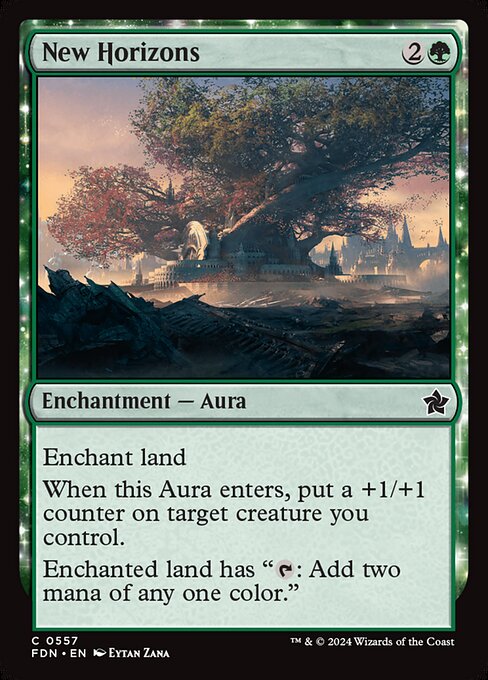 New Horizons 2
Enchantment — Aura
Enchant land
When this Aura enters, put a +1/+1
counter on target creature you
control.
Enchanted land has “: Add two
mana of any one color.”
C 0557
FDN • EN Eytan Zana
™ & © 2024 Wizards of the Coast